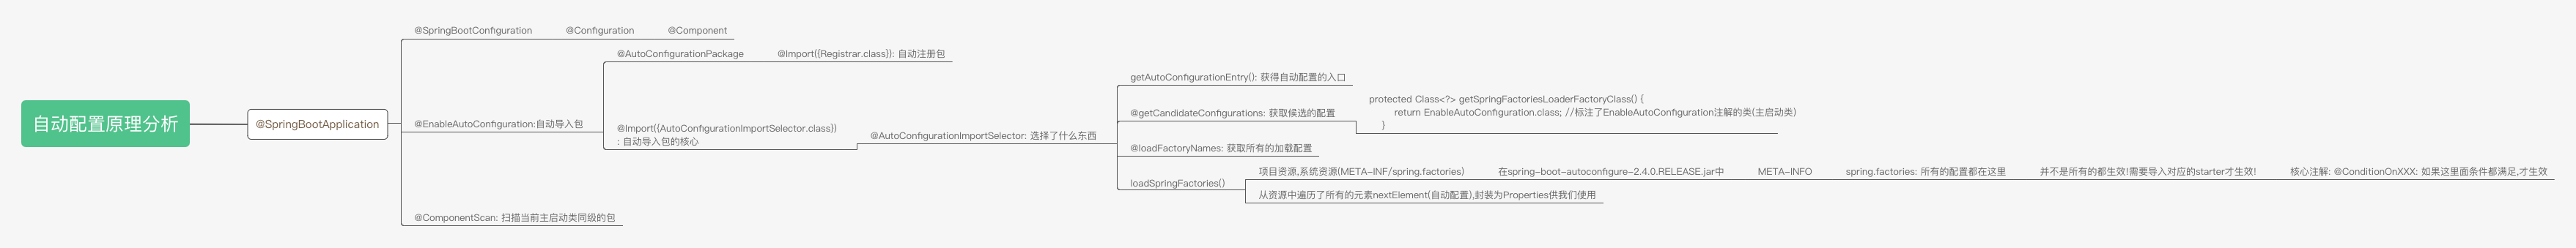 自动配置原理分析
@SpringBootApplication
@SpringBootConfiguration
@Configuration
@Component
@EnableAutoConfiguration:自动导入包
@AutoConfigurationPackage
@Import({Registrar.class}): 自动注册包
@Import({AutoConfigurationImportSelector.class})
: 自动导入包的核心
@AutoConfigurationImportSelector: 选择了什么东西
getAutoConfigurationEntry(): 获得自动配置的入口
@getCandidateConfigurations: 获取候选的配置
protected Class<?> getSpringFactoriesLoaderFactoryClass() {
return EnableAutoConfiguration.class; //标注了EnableAutoConfiguration注解的类(主启动类)
}
@loadFactoryNames: 获取所有的加载配置
loadSpringFactories()
项目资源,系统资源(META-INF/spring.factories)
在spring-boot-autoconfigure-2.4.0.RELEASE.jar中
META-INFO
spring.factories: 所有的配置都在这里
并不是所有的都生效!需要导入对应的starter才生效!
核心注解: @ConditionOnXXX: 如果这里面条件都满足,才生效
从资源中遍历了所有的元素nextElement(自动配置),封装为Properties供我们使用
@ComponentScan: 扫描当前主启动类同级的包